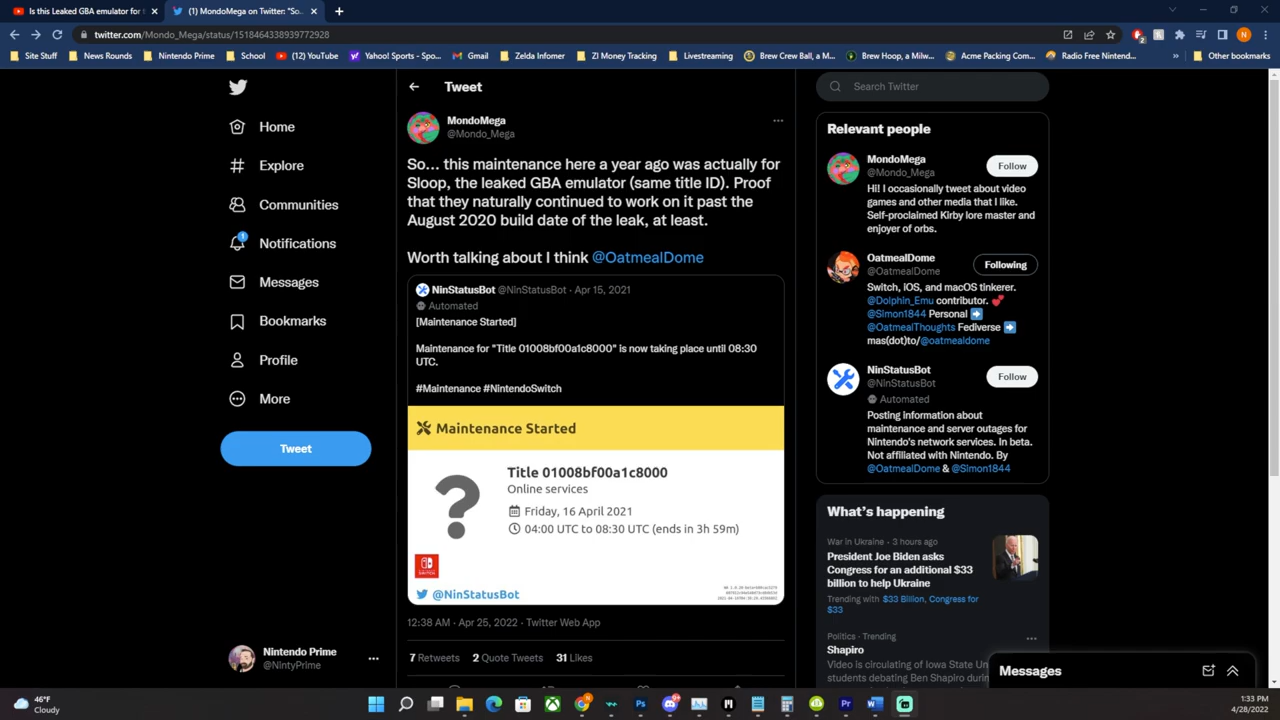 Is this Leaked GBA emulator for
(1) MondoMega on Twitter: "So...
twitter.com/Mondo_Mega/status/1518464338939772928
Site Stuff
News Rounds
Nintendo Prime
School
(12) YouTube
Yahoo! Sports - Spo...
Gmail
Zelda Infomer
ZI Money Tracking
Livestreaming
Brew Crew Ball, a M...
Brew Hoop, a Milw...
Acme Packing Com...
Radio Free Nintend...
»
Other bookmarks
Home
Explore
Communities
1
Notifications
Messages
Bookmarks
Profile
More
Tweet
Nintendo Prime
@NintyPrime
Tweet
MondoMega
@Mondo_Mega
So... this maintenance here a year ago was actually for
Sloop, the leaked GBA emulator (same title ID). Proof
that they naturally continued to work on it past the
August 2020 build date of the leak, at least.
Worth talking about I think @OatmealDome
NinStatusBot @NinStatusBot · Apr 15, 2021
Automated
[Maintenance Started]
Maintenance for "Title 01008bf00a1c8000" is now taking place until 08:30
UTC.
#Maintenance #NintendoSwitch
Maintenance Started
Title 01008bf00a1c8000
Online services
Friday, 16 April 2021
04:00 UTC to 08:30 UTC (ends in 3h 59m)
@NinStatusBot
12:38 AM · Apr 25, 2022 · Twitter Web App
7 Retweets 2 Quote Tweets 31 Likes
Search Twitter
Relevant people
MondoMega
@Mondo_Mega
Follow
Hi! I occasionally tweet about video
games and other media that I like.
Self-proclaimed Kirby lore master and
enjoyer of orbs.
OatmealDome
@OatmealDome
Following
Switch, iOS, and macOS tinkerer.
@Dolphin_Emu contributor.
@Simon1844 Personal
@OatmealThoughts Fediverse
mas(dot)to/@oatmealdome
NinStatusBot
@NinStatusBot
Follow
Automated
Posting information about
maintenance and server outages for
Nintendo's network services. In beta.
Not affiliated with Nintendo. By
@OatmealDome & @Simon1844
What's happening
War in Ukraine · 3 hours ago
President Joe Biden asks
Congress for an additional $33
billion to help Ukraine
Trending with $33 Billion, Congress for
$33
Politics · Trending
Shapiro
Video is circulating of Iowa State Uni
students debating Ben Shapiro durin
Messages
46°F
Cloudy
1:33 PM
4/28/2022